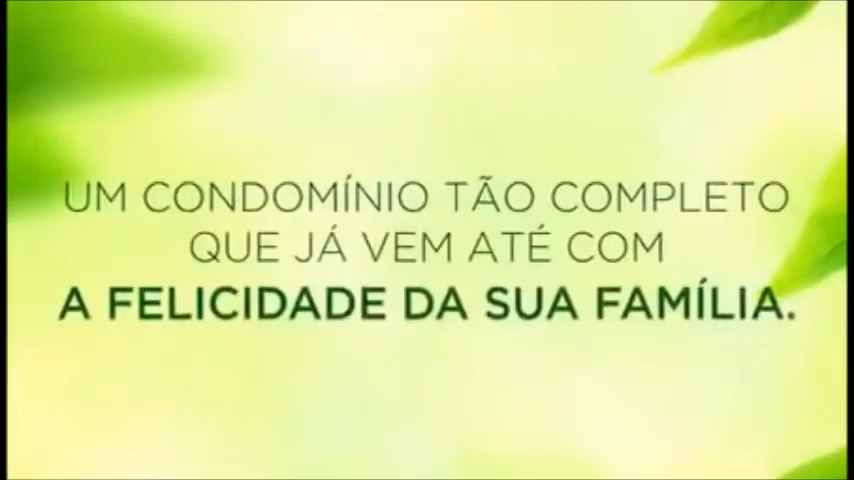 UM CONDOMÍNIO TÃO COMPLETO
QUE JÁ VEM ATÉ COM
A FELICIDADE DA SUA FAMÍLIA.